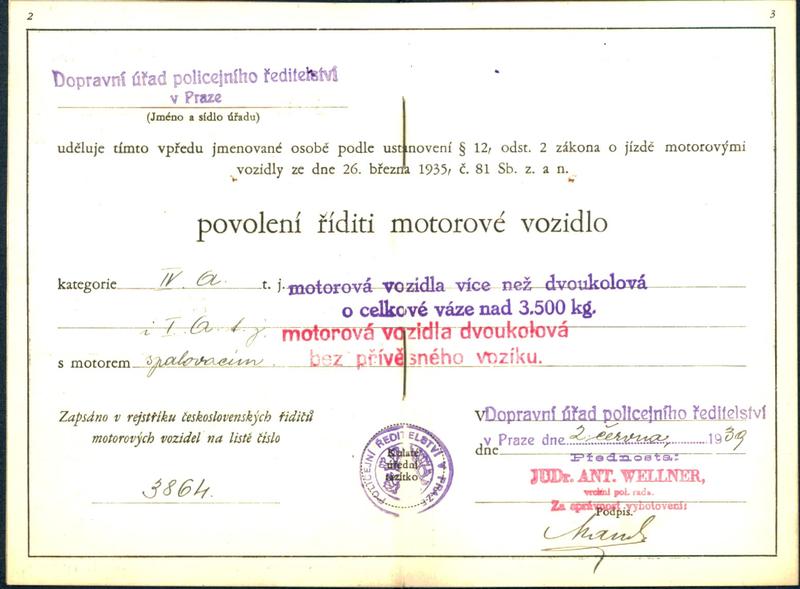 2
3
Dopravní úřad policejního ředitelství
v Praze
(Jméno a sídlo úřadu)
uděluje tímto vpředu jmenované osobě podle ustanovení § 12, odst. 2 zákona o jízdě motorovými
vozidly ze dne 26. března 1935, č. 81 Sb. z. a n.
povolení říditi motorové vozidlo
kategorie IV. A. t. j. motorová vozidla více než dvoukolová
o celkové váze nad 3.500 kg.
i I A t. j. motorová vozidla dvoukolová
s motorem spalovacím. bez přívěsného vozíku.
Zapsáno v rejstříku československých řidičů
motorových vozidel na listě číslo
3864.
POLICEJNÍ ŘEDITELSTVÍ V PRAZE
Kulaté
úřední
razítko
V Dopravní úřad policejního ředitelství
v Praze dne 2. června, 1939
dne
Přednosta:
JUDr. ANT. WELLNER,
vrchní pol. rada.
Za správnost vyhotovení:
Podpis.